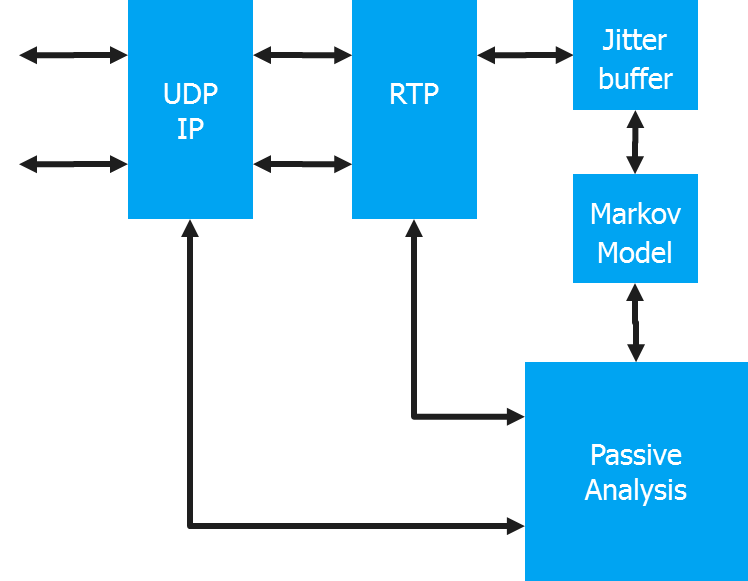 UDP
IP
RTP
Jitter
buffer
Markov
Model
Passive
Analysis